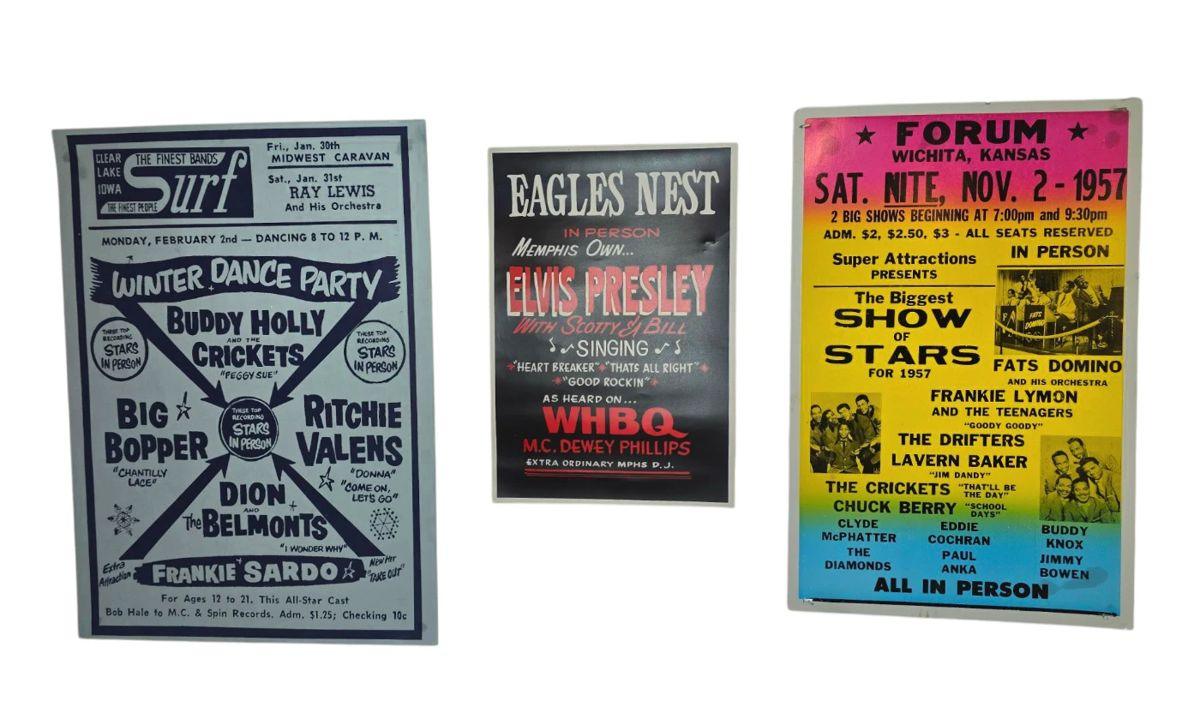 CLEAR
LAKE
IOWA
THE FINEST BANDS
Surf
THE FINEST PEOPLE
Fri., Jan. 30th
MIDWEST CARAVAN
Sat., Jan. 31st
RAY LEWIS
And His Orchestra
MONDAY, FEBRUARY 2nd — DANCING 8 TO 12 P. M.
WINTER DANCE PARTY
BUDDY HOLLY
AND THE
CRICKETS
"PEGGY SUE"
THESE TOP
RECORDING
STARS
IN PERSON
THESE TOP
RECORDING
STARS
IN PERSON
BIG
BOPPER
"CHANTILLY
LACE"
THESE TOP
RECORDING
STARS
IN PERSON
RITCHIE
VALENS
"DONNA"
"COME ON,
LET'S GO"
DION
AND
The BELMONTS
"I WONDER WHY"
Extra
Attraction
FRANKIE SARDO
New Hit
"TAKE OUT"
For Ages 12 to 21, This All-Star Cast
Bob Hale to M.C. & Spin Records. Adm. $1.25; Checking 10c
EAGLES NEST
IN PERSON
MEMPHIS OWN...
ELVIS PRESLEY
WITH SCOTTY & BILL
SINGING
"HEART BREAKER" "THATS ALL RIGHT"
"GOOD ROCKIN"
AS HEARD ON...
WHBQ
M.C. DEWEY PHILLIPS
EXTRA ORDINARY MPHS D.J.
FORUM
WICHITA, KANSAS
SAT. NITE, NOV. 2 - 1957
2 BIG SHOWS BEGINNING AT 7:00pm and 9:30pm
ADM. $2, $2.50, $3 - ALL SEATS RESERVED
Super Attractions
PRESENTS
IN PERSON
The Biggest
SHOW
OF
STARS
FOR 1957
FATS
DOMINO
FATS DOMINO
AND HIS ORCHESTRA
FRANKIE LYMON
AND THE TEENAGERS
"GOODY GOODY"
THE DRIFTERS
LAVERN BAKER
"JIM DANDY"
THE CRICKETS "THAT'LL BE THE DAY"
CHUCK BERRY "SCHOOL DAYS"
CLYDE
McPHATTER
EDDIE
COCHRAN
BUDDY
KNOX
THE
DIAMONDS
PAUL
ANKA
JIMMY
BOWEN
ALL IN PERSON